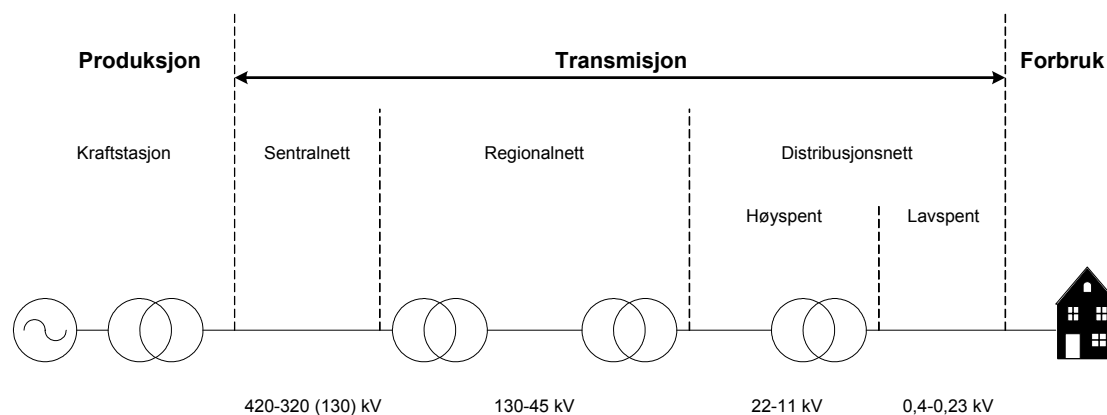 Produksjon Transmisjon Forbruk
Kraftstasjon Sentralnett Regionalnett Distribusjonsnett
Høyspent Lavspent
420-320 (130) kV 130-45 kV 22-11 kV 0,4-0,23 kV